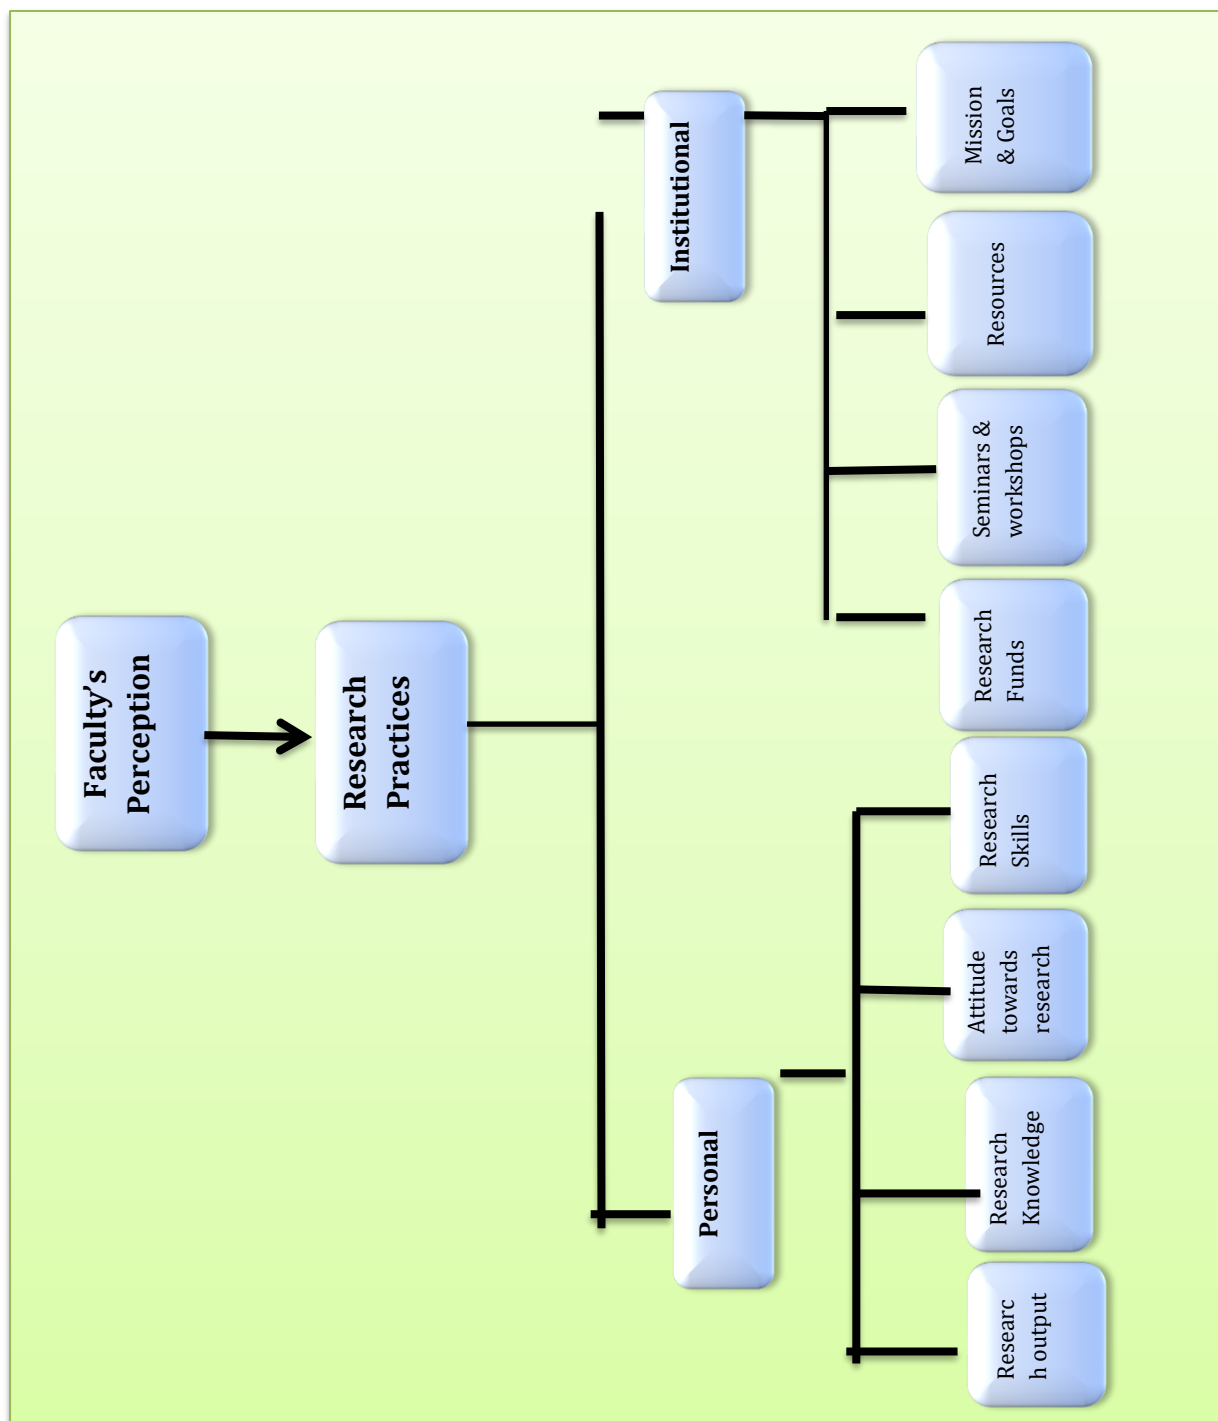 Faculty’s
Perception
Research
Practices
Personal
Institutional
Researc
h output
Research
Knowledge
Attitude
towards
research
Research
Skills
Research
Funds
Seminars &
workshops
Resources
Mission
& Goals